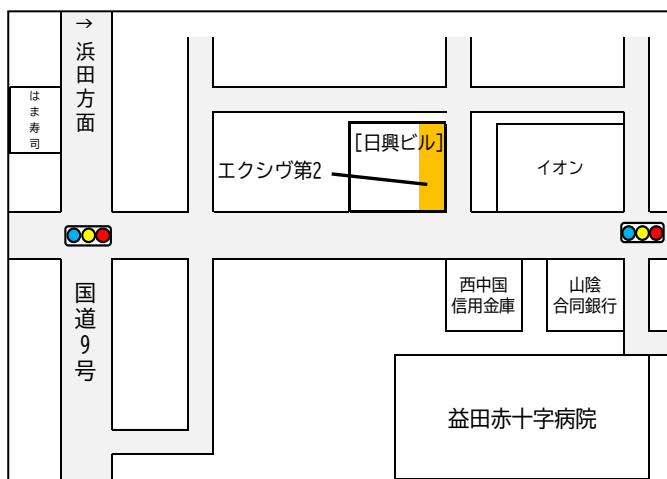 →
浜田方面
はま寿司
[日興ビル]
エクシヴ第2
イオン
国道9号
西中国
信用金庫
山陰
合同銀行
益田赤十字病院